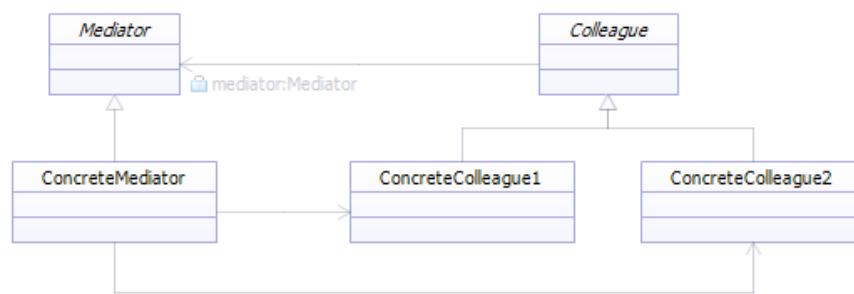 Mediator
Colleague
mediator:Mediator
ConcreteMediator
ConcreteColleague1
ConcreteColleague2